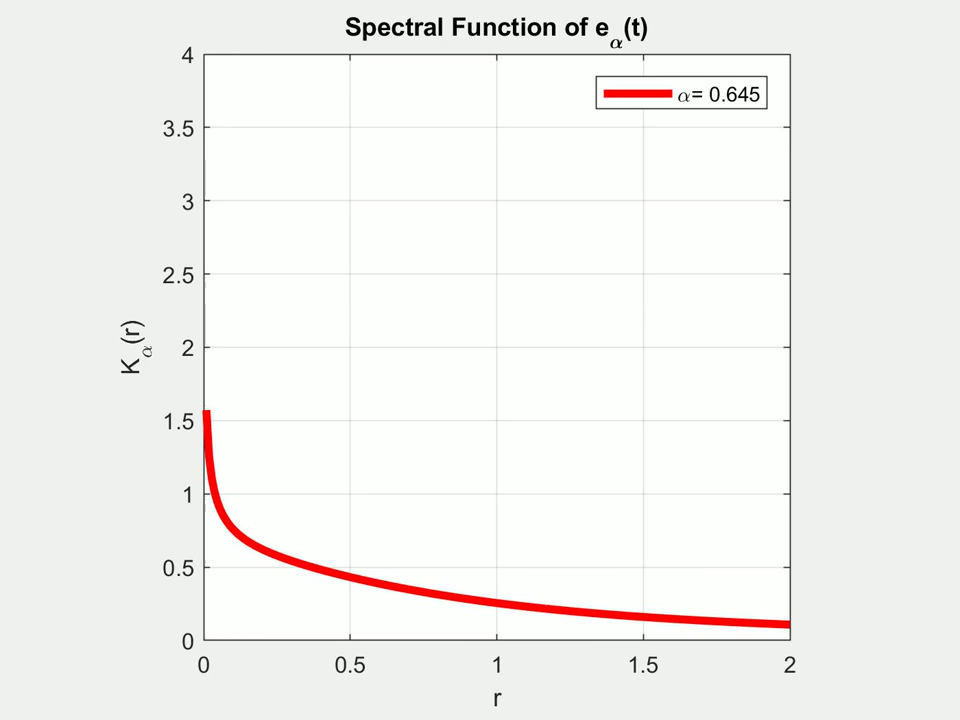 Spectral Function of eα(t)
α= 0.645
4
3.5
3
2.5
2
1.5
1
0.5
0
Kα(r)
0 0.5 1 1.5 2
r